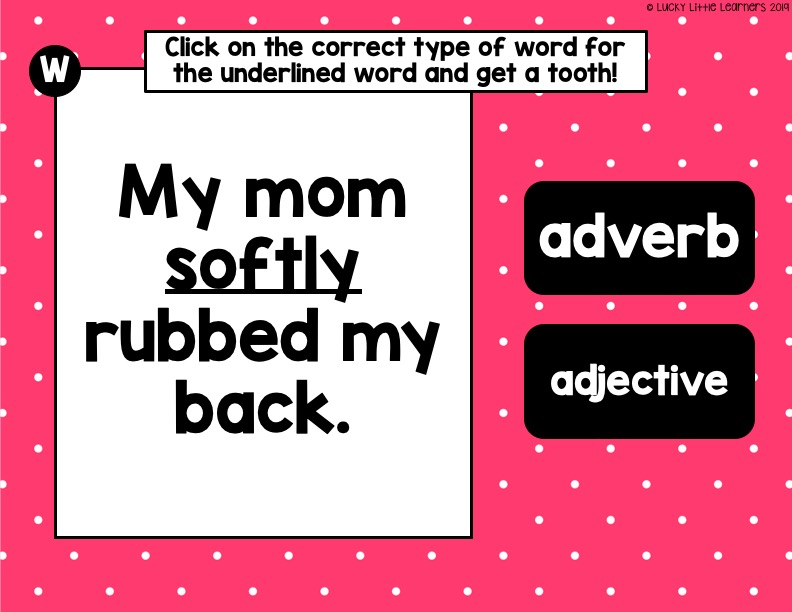 © Lucky Little Learners 2019
Click on the correct type of word for
the underlined word and get a tooth!
W
My mom
softly
rubbed my
back.
adverb
adjective